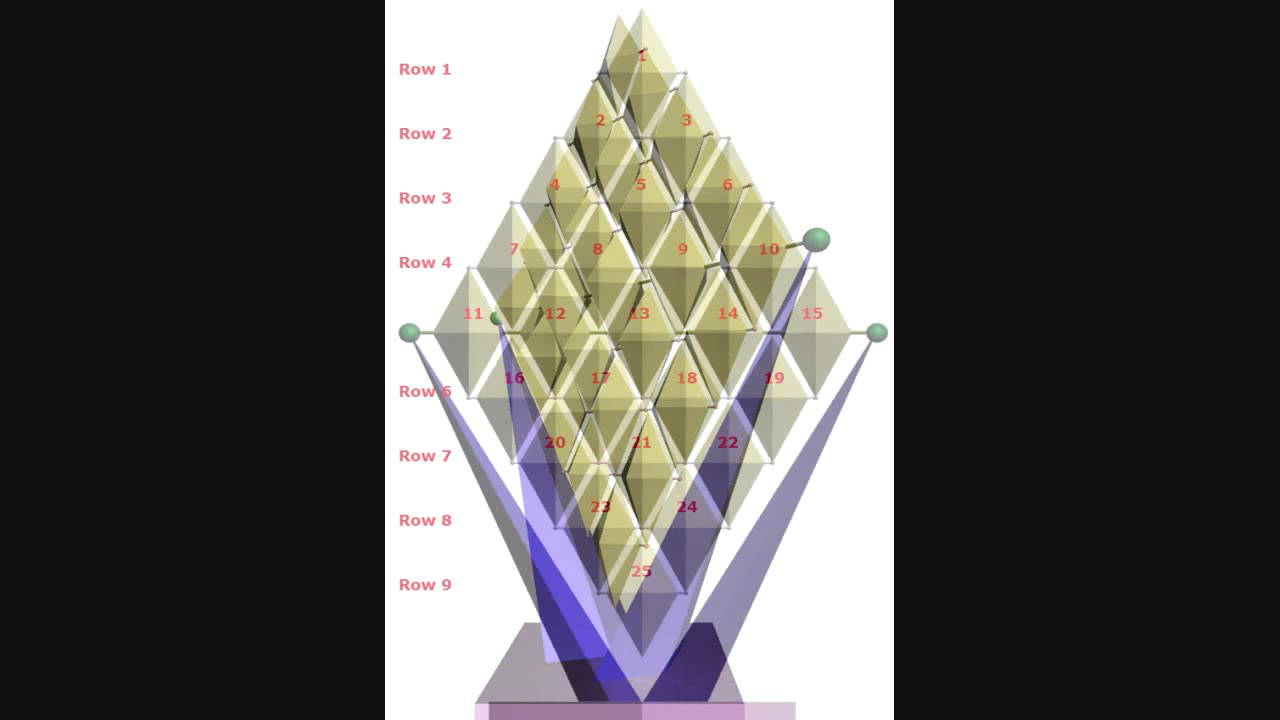 1
Row 1
2 3
Row 2
4 5 6
Row 3
7 8 9 10
Row 4
11 12 13 14 15
16 17 18 19
Row 6
20 21 22
Row 7
23 24
Row 8
25
Row 9